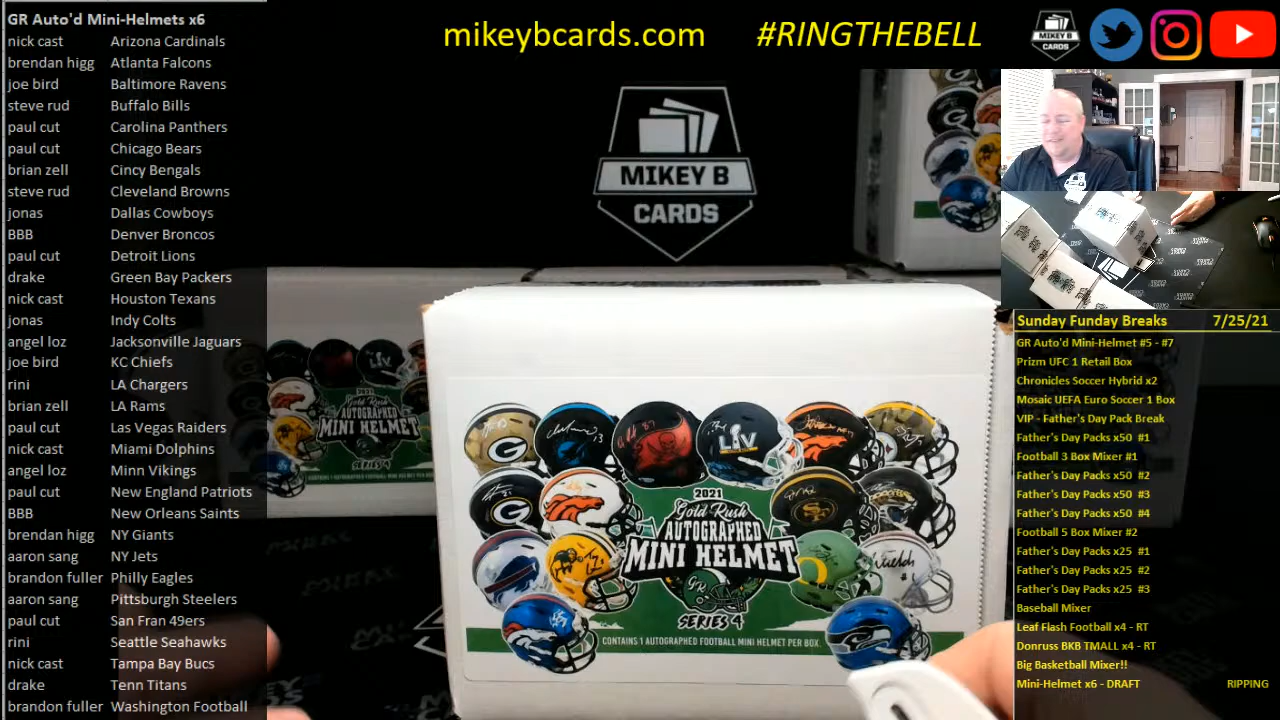 GR Auto'd Mini-Helmets x6
nick cast Arizona Cardinals
brendan higg Atlanta Falcons
joe bird Baltimore Ravens
steve rud Buffalo Bills
paul cut Carolina Panthers
paul cut Chicago Bears
brian zell Cincy Bengals
steve rud Cleveland Browns
jonas Dallas Cowboys
BBB Denver Broncos
paul cut Detroit Lions
drake Green Bay Packers
nick cast Houston Texans
jonas Indy Colts
angel loz Jacksonville Jaguars
joe bird KC Chiefs
rini LA Chargers
brian zell LA Rams
paul cut Las Vegas Raiders
nick cast Miami Dolphins
angel loz Minn Vikings
paul cut New England Patriots
BBB New Orleans Saints
brendan higg NY Giants
aaron sang NY Jets
brandon fuller Philly Eagles
aaron sang Pittsburgh Steelers
paul cut San Fran 49ers
rini Seattle Seahawks
nick cast Tampa Bay Bucs
drake Tenn Titans
brandon fuller Washington Football
mikeybcards.com #RINGTHEBELL
MIKEY B
CARDS
MIKEY B
CARDS
2021
Gold Rush
AUTOGRAPHED
MINI HELMET
SERIES 4
2021
Gold Rush
AUTOGRAPHED
MINI HELMET
GR
SERIES 4
CONTAINS 1 AUTOGRAPHED FOOTBALL MINI HELMET PER BOX.
LIV
Sunday Funday Breaks 7/25/21
GR Auto'd Mini-Helmet #5 - #7
Prizm UFC 1 Retail Box
Chronicles Soccer Hybrid x2
Mosaic UEFA Euro Soccer 1 Box
VIP - Father's Day Pack Break
Father's Day Packs x50 #1
Football 3 Box Mixer #1
Father's Day Packs x50 #2
Father's Day Packs x50 #3
Father's Day Packs x50 #4
Football 5 Box Mixer #2
Father's Day Packs x25 #1
Father's Day Packs x25 #2
Father's Day Packs x25 #3
Baseball Mixer
Leaf Flash Football x4 - RT
Donruss BKB TMALL x4 - RT
Big Basketball Mixer!!
Mini-Helmet x6 - DRAFT RIPPING